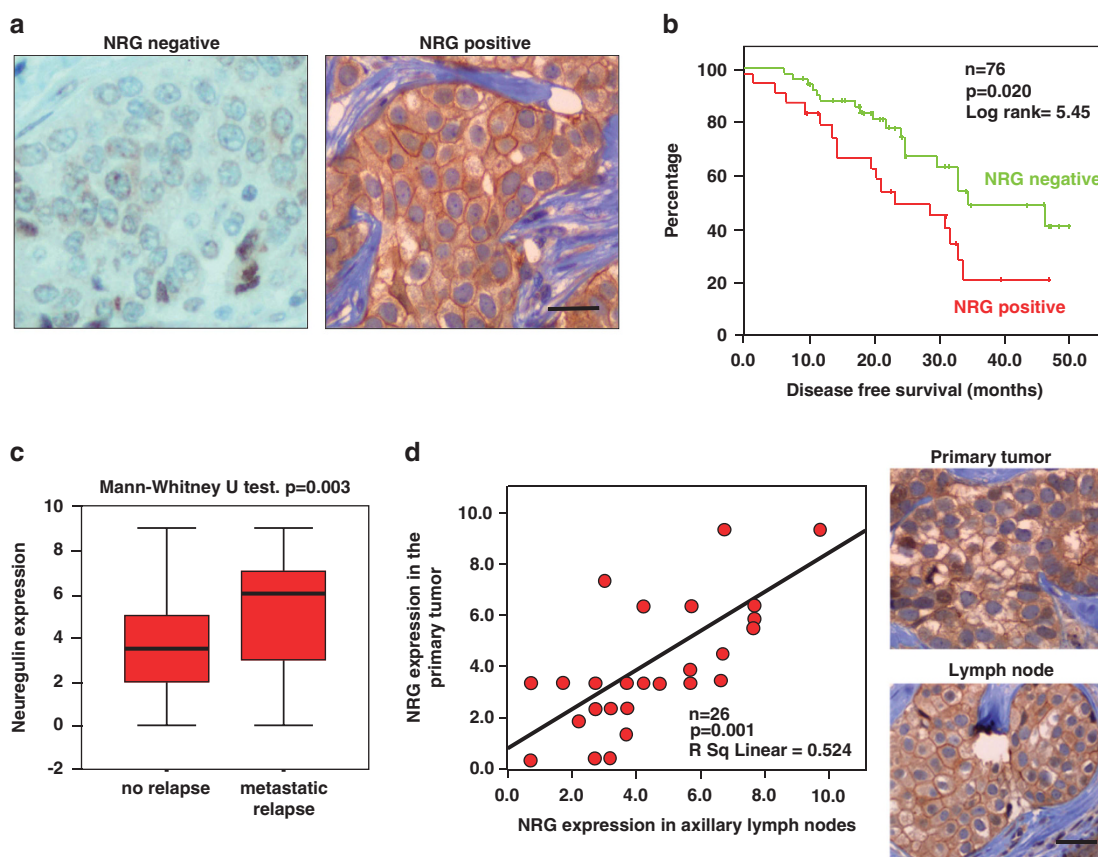 a
NRG negative
NRG positive
b
100
80
60
40
20
0
Percentage
n=76
p=0.020
Log rank= 5.45
NRG negative
NRG positive
0.0 10.0 20.0 30.0 40.0 50.0
Disease free survival (months)
c
Mann-Whitney U test. p=0.003
10
8
6
4
2
0
-2
Neuregulin expression
no relapse
metastatic
relapse
d
10.0
8.0
6.0
4.0
2.0
0.0
NRG expression in the
primary tumor
n=26
p=0.001
R Sq Linear = 0.524
0.0 2.0 4.0 6.0 8.0 10.0
NRG expression in axillary lymph nodes
Primary tumor
Lymph node